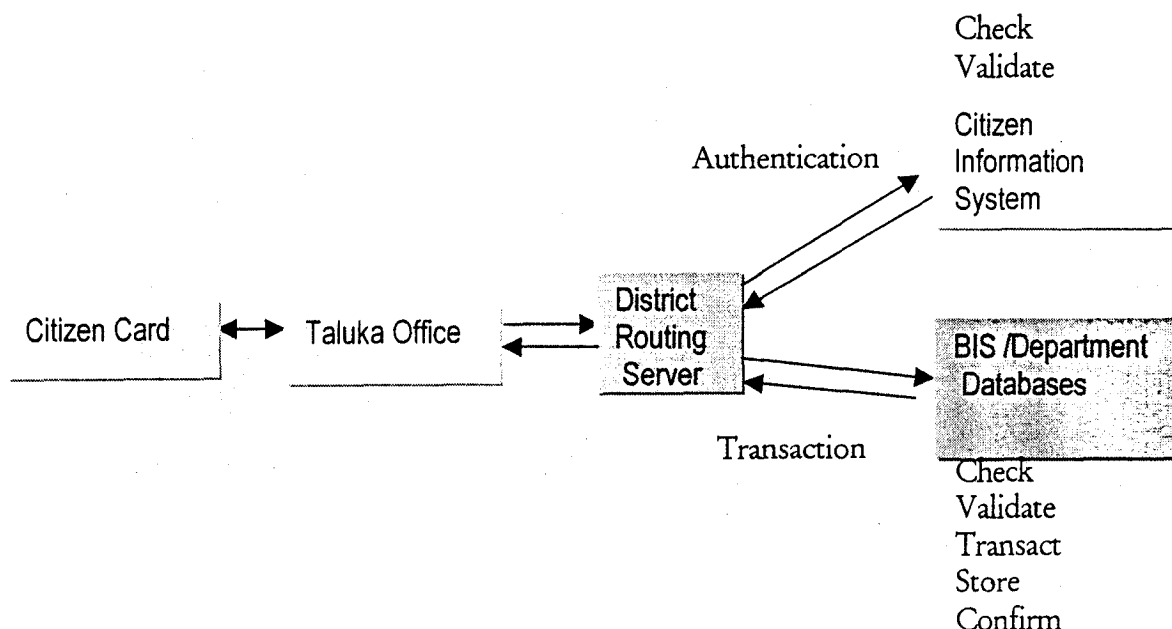 Check
Validate
Citizen
Information
System
Authentication
Citizen Card
Taluka Office
District
Routing
Server
BIS /Department
Databases
Transaction
Check
Validate
Transact
Store
Confirm